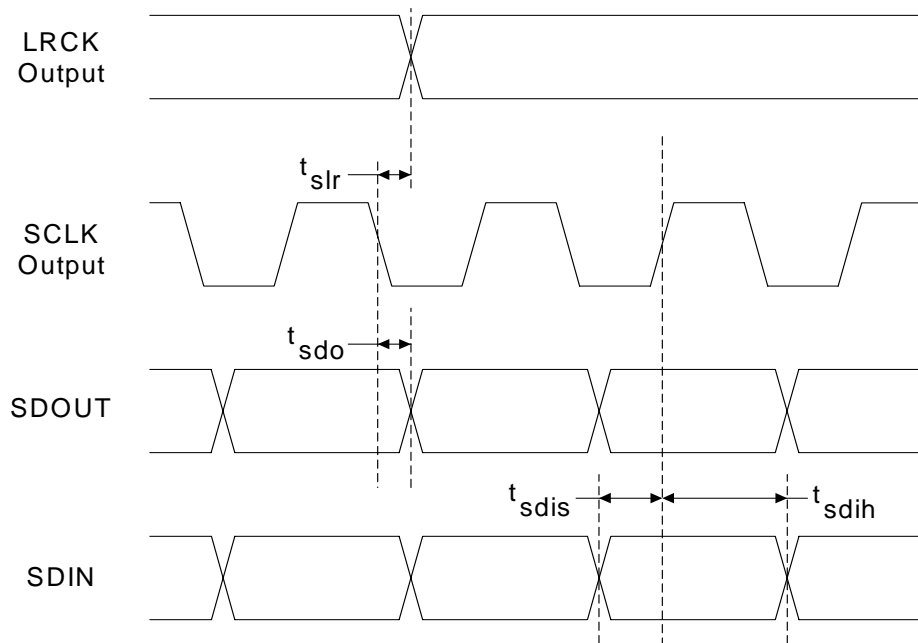 LRCK
Output
t slr
SCLK
Output
t sdo
SDOUT
t sdis
t sdih
SDIN